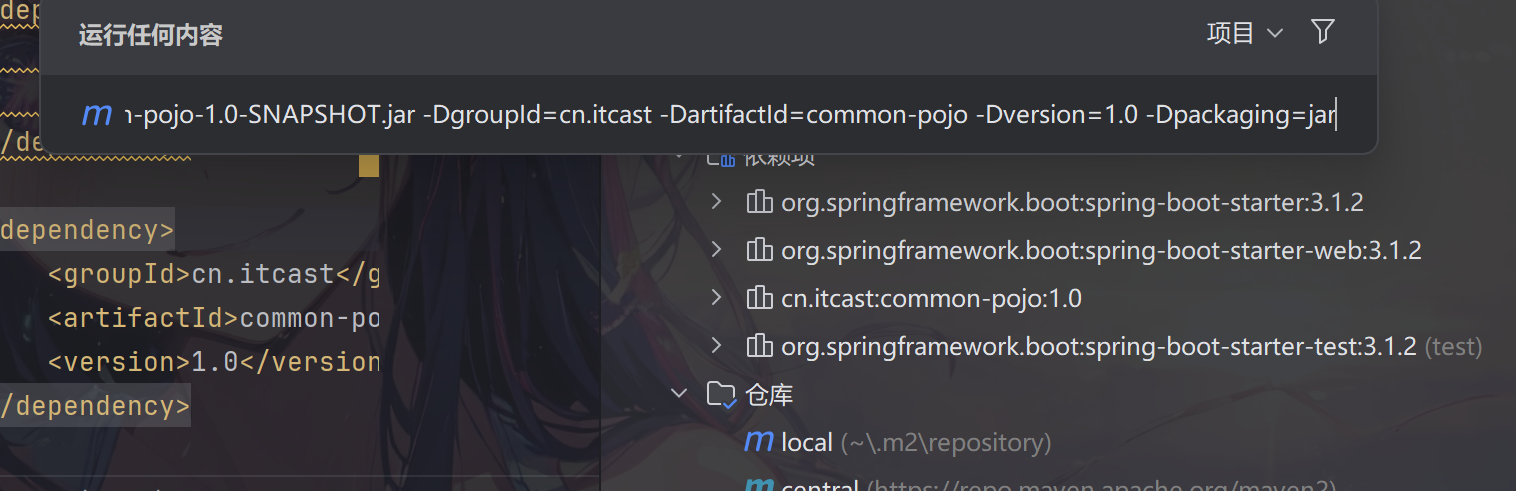 运行任何内容
项目
-pojo-1.0-SNAPSHOT.jar -DgroupId=cn.itcast -DartifactId=common-pojo -Dversion=1.0 -Dpackaging=jar
依赖项
org.springframework.boot:spring-boot-starter:3.1.2
dependency>
org.springframework.boot:spring-boot-starter-web:3.1.2
<groupId>cn.itcast</g
cn.itcast:common-pojo:1.0
<artifactId>common-po
org.springframework.boot:spring-boot-starter-test:3.1.2 (test)
<version>1.0</version
仓库
/dependency>
local (~\.m2\repository)
central (https://repo.maven.apache.org/maven2)